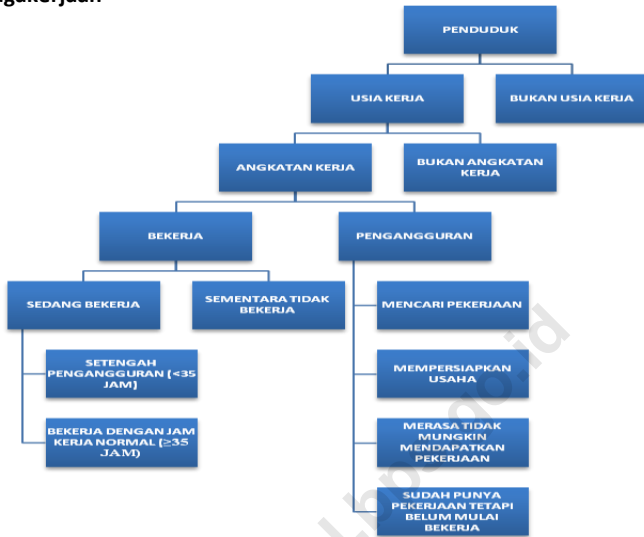 PENDUDUK
USIA KERJA
BUKAN USIA KERJA
ANGKATAN KERJA
BUKAN ANGKATAN
KERJA
BEKERJA
PENGANGGURAN
SEDANG BEKERJA
SEMENTARA TIDAK
BEKERJA
MENCARI PEKERJAAN
SETENGAH
PENGANGGURAN (<35
JAM)
MEMPERSIAPKAN
USAHA
BEKERJA DENGAN JAM
KERJA NORMAL (≥35
JAM)
MERASA TIDAK
MUNGKIN
MENDAPATKAN
PEKERJAAN
SUDAH PUNYA
PEKERJAAN TETAPI
BELUM MULAI
BEKERJA